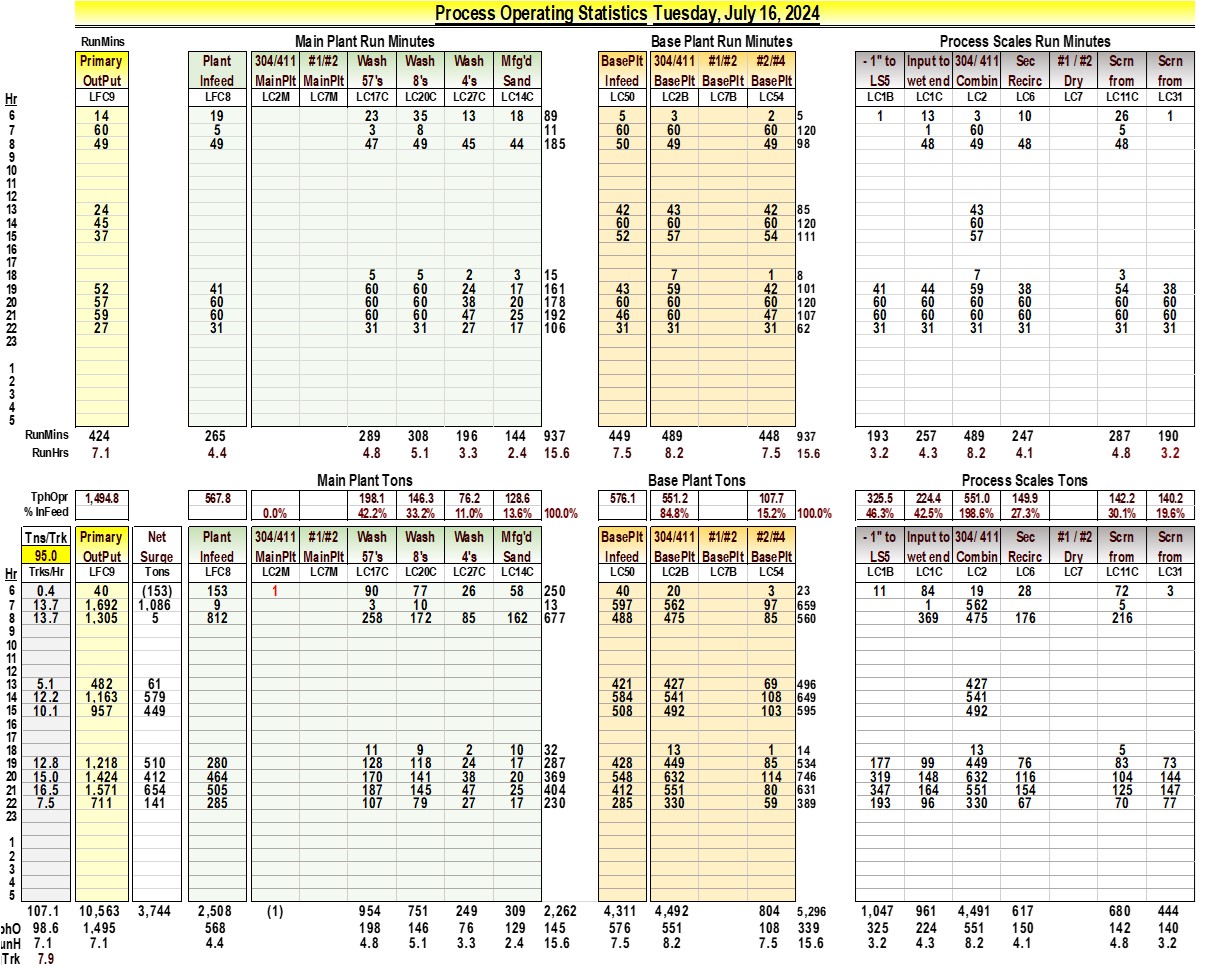 Process Operating Statistics Tuesday, July 16, 2024
RunMins Main Plant Run Minutes Base Plant Run Minutes Process Scales Run Minutes
Primary Plant 304/411 #1/#2 Wash Wash Wash Mfg'd BasePlt 304/411 #1/#2 #2/#4 - 1" to Input to 304/ 411 Sec #1 / #2 Scrn Scrn
OutPut Infeed MainPlt MainPlt 57's 8's 4's Sand Infeed BasePlt BasePlt BasePlt LS5 wet end Combin Recirc Dry from from
Hr LFC9 LFC8 LC2M LC7M LC17C LC20C LC27C LC14C LC50 LC2B LC7B LC54 LC1B LC1C LC2 LC6 LC7 LC11C LC31
6 14 19 23 35 13 18 89 5 3 2 5 1 13 3 10 26 1
7 60 5 3 8 11 60 60 60 120 1 60 5
8 49 49 47 49 45 44 185 50 49 49 98 48 49 48 48
9
10
11
12
13 24 42 43 42 85 43
14 45 60 60 60 120 60
15 37 52 57 54 111 57
16
17
18 5 5 2 3 15 7 1 8 7 3
19 52 41 60 60 24 17 161 43 59 42 101 41 44 59 38 54 38
20 57 60 60 60 38 20 178 60 60 60 120 60 60 60 60 60 60
21 59 60 60 60 47 25 192 46 60 47 107 60 60 60 60 60 60
22 27 31 31 31 27 17 106 31 31 31 62 31 31 31 31 31 31
23
1
2
3
4
5
RunMins 424 265 289 308 196 144 937 449 489 448 937 193 257 489 247 287 190
RunHrs 7.1 4.4 4.8 5.1 3.3 2.4 15.6 7.5 8.2 7.5 15.6 3.2 4.3 8.2 4.1 4.8 3.2
Main Plant Tons Base Plant Tons Process Scales Tons
TphOpr 1,494.8 567.8 198.1 146.3 76.2 128.6 576.1 551.2 107.7 325.5 224.4 551.0 149.9 142.2 140.2
% InFeed 0.0% 42.2% 33.2% 11.0% 13.6% 100.0% 84.8% 15.2% 100.0% 46.3% 42.5% 198.6% 27.3% 30.1% 19.6%
Tns/Trk Primary Net Plant 304/411 #1/#2 Wash Wash Wash Mfg'd BasePlt 304/411 #1/#2 #2/#4 - 1" to Input to 304/ 411 Sec #1 / #2 Scrn Scrn
95.0 OutPut Surge Infeed MainPlt MainPlt 57's 8's 4's Sand Infeed BasePlt BasePlt BasePlt LS5 wet end Combin Recirc Dry from from
Hr Trks/Hr LFC9 Tons LFC8 LC2M LC7M LC17C LC20C LC27C LC14C LC50 LC2B LC7B LC54 LC1B LC1C LC2 LC6 LC7 LC11C LC31
6 0.4 40 (153) 153 1 90 77 26 58 250 40 20 3 23 11 84 19 28 72 3
7 13.7 1,692 1,086 9 3 10 13 597 562 97 659 1 562 5
8 13.7 1,305 5 812 258 172 85 162 677 488 475 85 560 369 475 176 216
9
10
11
12
13 5.1 482 61 421 427 69 496 427
14 12.2 1,163 579 584 541 108 649 541
15 10.1 957 449 508 492 103 595 492
16
17
18 11 9 2 10 32 13 1 14 13 5
19 12.8 1,218 510 280 128 118 24 17 287 428 449 85 534 177 99 449 76 83 73
20 15.0 1.424 412 464 170 141 38 20 369 548 632 114 746 319 148 632 116 104 144
21 16.5 1.571 654 505 187 145 47 25 404 412 551 80 631 347 164 551 154 125 147
22 7.5 711 141 285 107 79 27 17 230 285 330 59 389 193 96 330 67 70 77
23
1
2
3
4
5
107.1 10,563 3,744 2,508 (1) 954 751 249 309 2,262 4,311 4,492 804 5,296 1,047 961 4,491 617 680 444
phO 98.6 1,495 568 198 146 76 129 145 576 551 108 339 325 224 551 150 142 140
unH 7.1 7.1 4.4 4.8 5.1 3.3 2.4 15.6 7.5 8.2 7.5 15.6 3.2 4.3 8.2 4.1 4.8 3.2
Trk 7.9